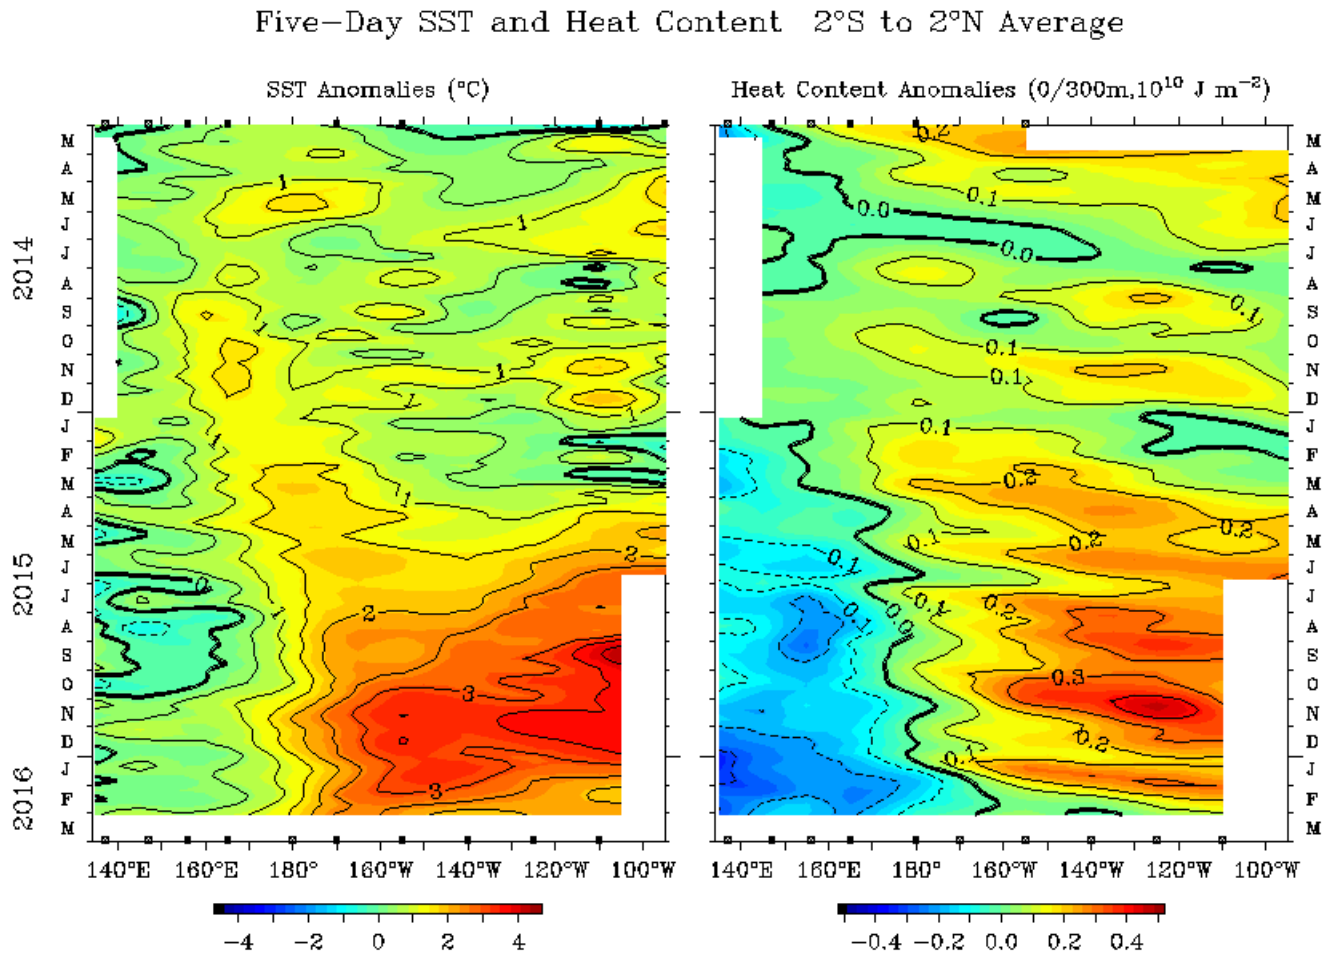 Five-Day SST and Heat Content 2°S to 2°N Average
SST Anomalies (°C)
Heat Content Anomalies (0/300m,10¹⁰ J m⁻²)
2014
2015
2016
M
A
M
J
J
A
S
O
N
D
J
F
M
A
M
J
J
A
S
O
N
D
J
F
M
1
1
1
1
1
1
1
1
1
0
2
2
3
3
140°E 160°E 180° 160°W 140°W 120°W 100°W
-4 -2 0 2 4
0.2
0.1
0.0
0.0
0.1
0.1
0.1
0.1
0.2
0.2
0.1
0.2
0.1
0.1
0.2
0.1
0.0
0.3
0.2
2
0.1
M
A
M
J
J
A
S
O
N
D
J
F
M
A
M
J
J
A
S
O
N
D
J
F
M
140°E 160°E 180° 160°W 140°W 120°W 100°W
-0.4 -0.2 0.0 0.2 0.4